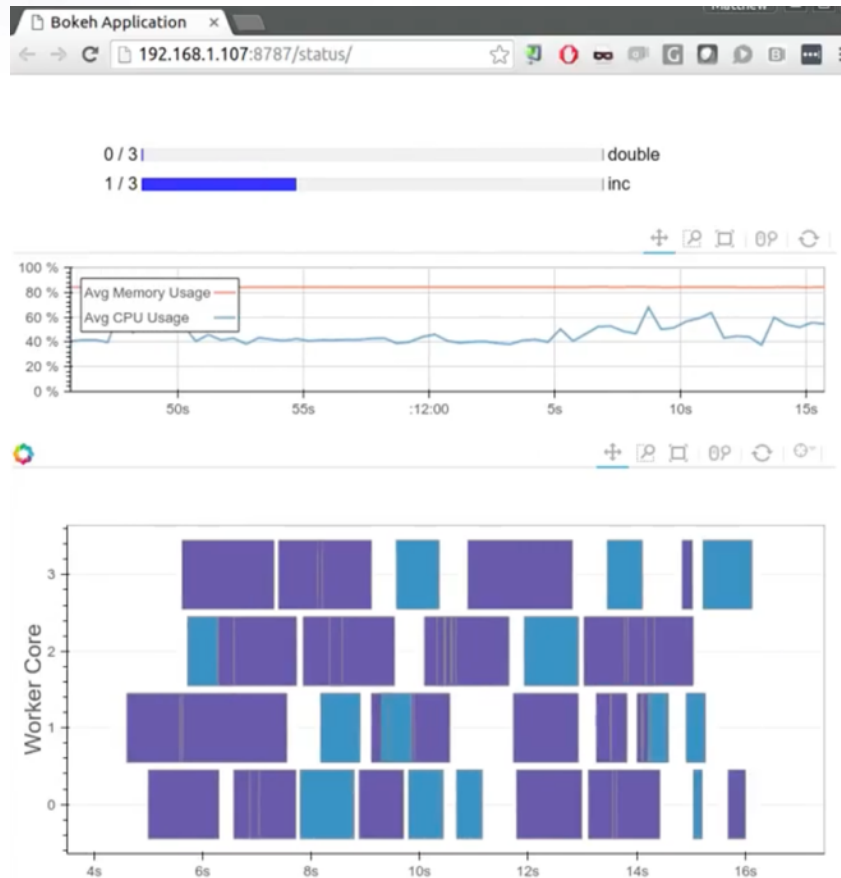 Matthew
Bokeh Application ×
192.168.1.107:8787/status/
0 / 3 double
1 / 3 inc
100 %
80 %
60 %
40 %
20 %
0 %
Avg Memory Usage
Avg CPU Usage
50s 55s :12:00 5s 10s 15s
3
2
1
0
Worker Core
4s 6s 8s 10s 12s 14s 16s